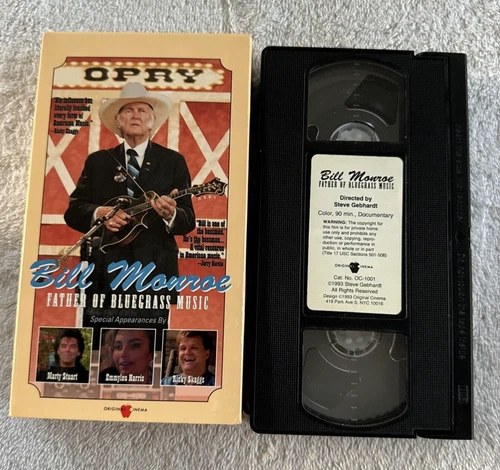 OPRY
"His influence has
literally touched
every form of
American Music."
-Ricky Skaggs
"Bill is one of
the bossmen.
He's the bossman...
a vital resource
in American music."
-Jerry Garcia
Bill Monroe
FATHER OF BLUEGRASS MUSIC
Special Appearances By
Marty Stuart
Emmylou Harris
Ricky Skaggs
ORIGINAL CINEMA
Bill Monroe
FATHER OF BLUEGRASS MUSIC
Directed by
Steve Gebhardt
Color, 90 min., Documentary
WARNING: The copyright for
this film is for private home
use only and prohibits any
other use, copying, repro-
duction or performance in
public, in whole or in part
(Title 17 USC Sections 501-506)
ORIGINAL CINEMA
Cat. No. OC-1001
©1993 Steve Gebhardt
All Rights Reserved
Design ©1993 Original Cinema
419 Park Ave S, NYC 10016